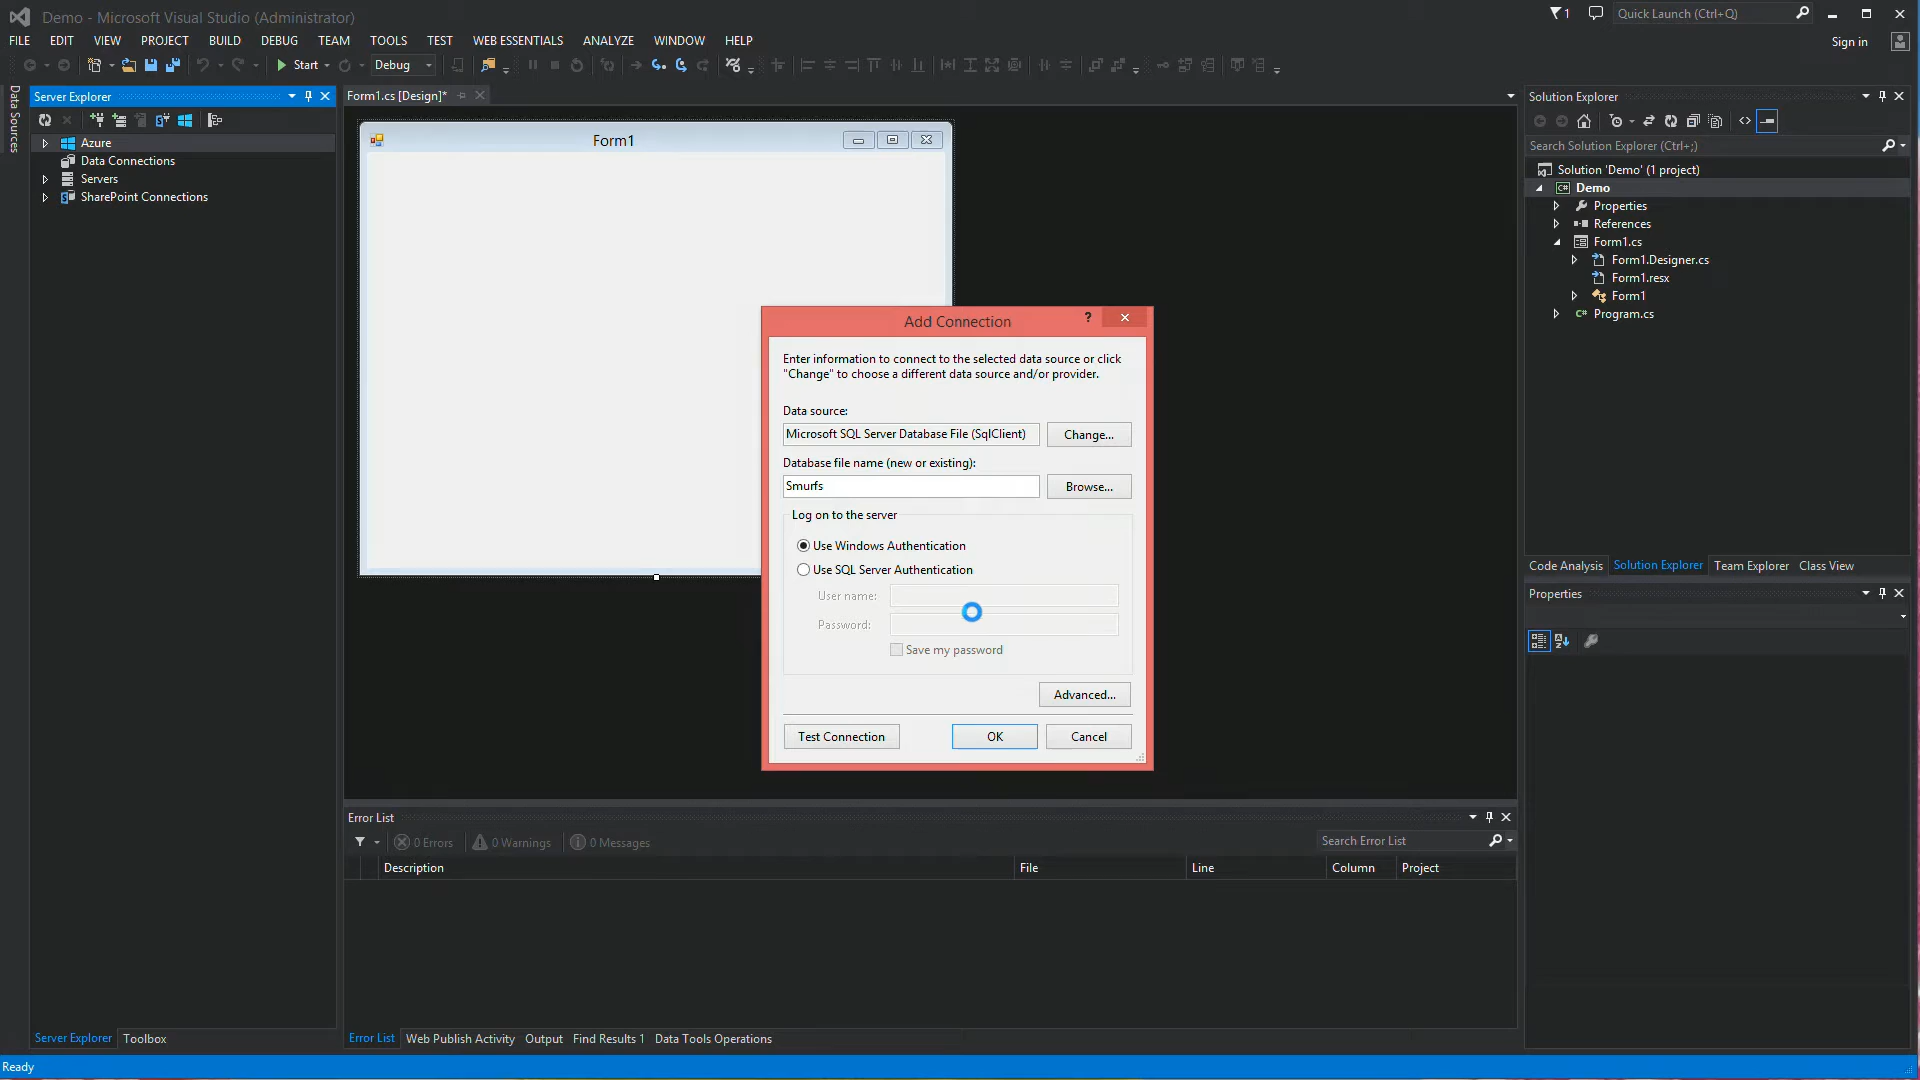 Demo - Microsoft Visual Studio (Administrator)
1
Quick Launch (Ctrl+Q)
FILE EDIT VIEW PROJECT BUILD DEBUG TEAM TOOLS TEST WEB ESSENTIALS ANALYZE WINDOW HELP
Sign in
Start Debug
Data Sources
Server Explorer
Azure
Data Connections
Servers
SharePoint Connections
Form1.cs [Design]*
Form1
Add Connection
?
Enter information to connect to the selected data source or click
"Change" to choose a different data source and/or provider.
Data source:
Microsoft SQL Server Database File (SqlClient) Change...
Database file name (new or existing):
Smurfs Browse...
Log on to the server
Use Windows Authentication
Use SQL Server Authentication
User name:
Password:
Save my password
Advanced...
Test Connection OK Cancel
Solution Explorer
Search Solution Explorer (Ctrl+;)
Solution 'Demo' (1 project)
C# Demo
Properties
References
Form1.cs
Form1.Designer.cs
Form1.resx
Form1
C# Program.cs
Code Analysis Solution Explorer Team Explorer Class View
Properties
Error List
0 Errors 0 Warnings 0 Messages
Search Error List
Description File Line Column Project
Server Explorer Toolbox
Error List Web Publish Activity Output Find Results 1 Data Tools Operations
Ready